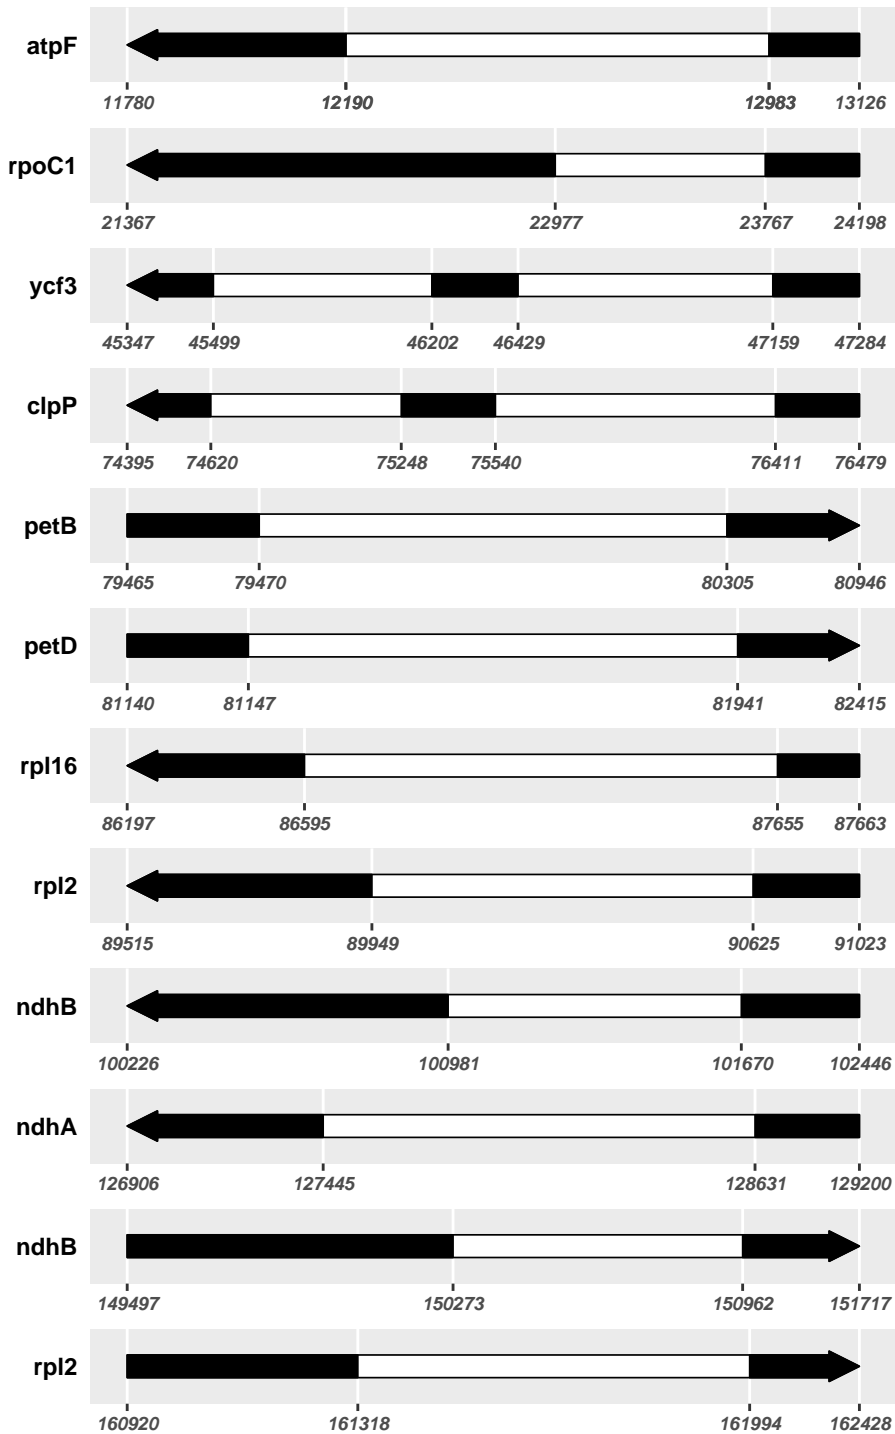 atpF
11780 12190 12983 13126
rpoC1
21367 22977 23767 24198
ycf3
45347 45499 46202 46429 47159 47284
clpP
74395 74620 75248 75540 76411 76479
petB
79465 79470 80305 80946
petD
81140 81147 81941 82415
rpl16
86197 86595 87655 87663
rpl2
89515 89949 90625 91023
ndhB
100226 100981 101670 102446
ndhA
126906 127445 128631 129200
ndhB
149497 150273 150962 151717
rpl2
160920 161318 161994 162428